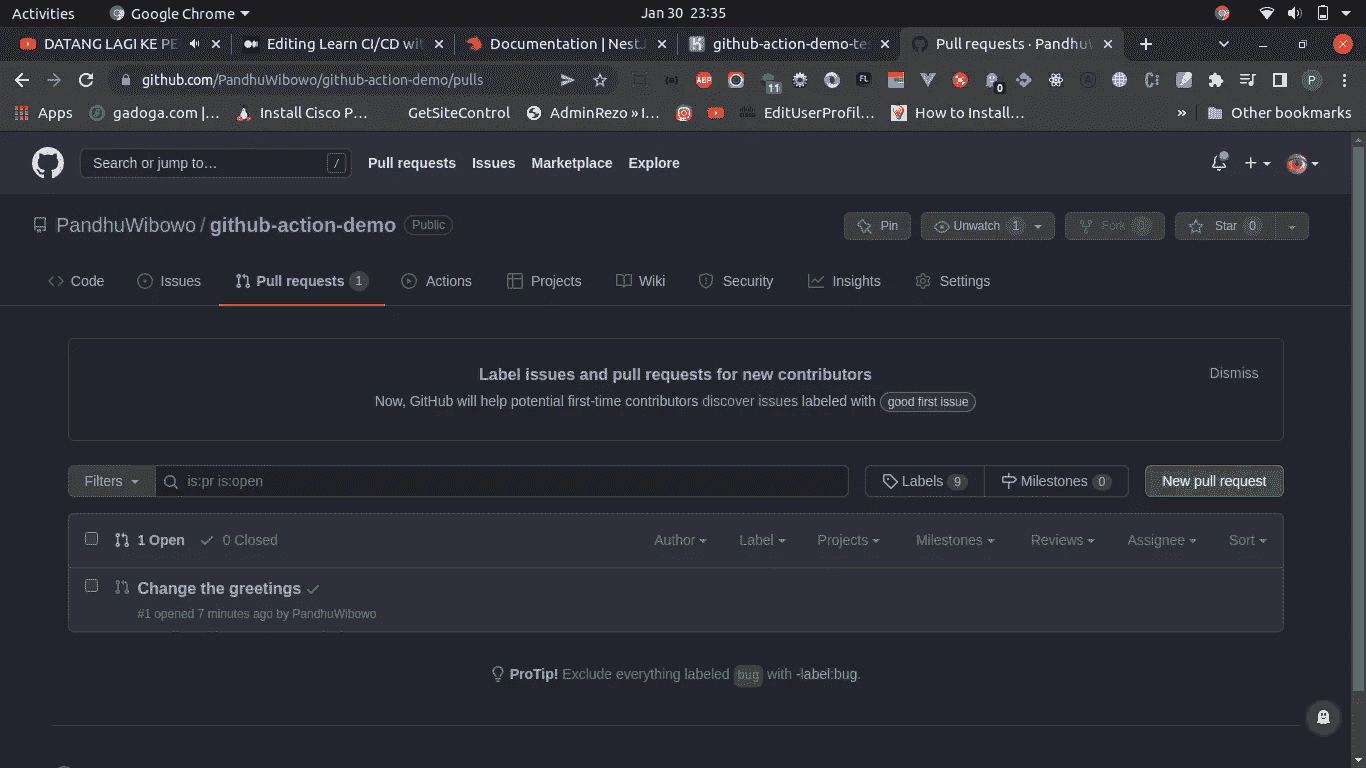 Activities Google Chrome Jan 30 23:35
DATANG LAGI KE PE Editing Learn CI/CD wit Documentation | NestJ github-action-demo-te Pull requests · PandhuW
github.com/PandhuWibowo/github-action-demo/pulls ABP 11 FL 0 P
Apps gadoga.com |... Install Cisco P... GetSiteControl AdminRezo » I... EditUserProfil... How to Install... » Other bookmarks
Search or jump to... / Pull requests Issues Marketplace Explore
PandhuWibowo / github-action-demo Public Pin Unwatch 1 Fork 0 Star 0
Code Issues Pull requests 1 Actions Projects Wiki Security Insights Settings
Label issues and pull requests for new contributors Dismiss
Now, GitHub will help potential first-time contributors discover issues labeled with good first issue
Filters is:pr is:open Labels 9 Milestones 0 New pull request
1 Open 0 Closed Author Label Projects Milestones Reviews Assignee Sort
Change the greetings
#1 opened 7 minutes ago by PandhuWibowo
ProTip! Exclude everything labeled bug with -label:bug.